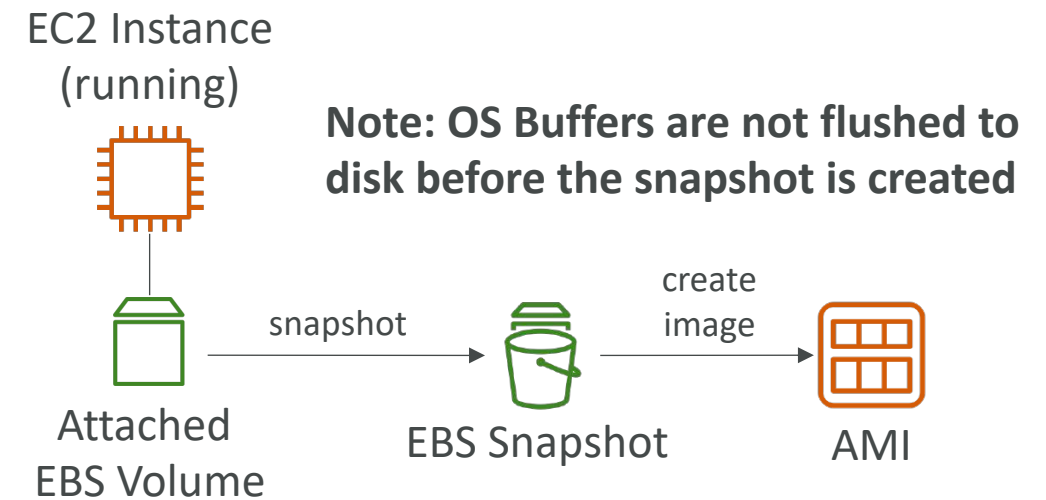 EC2 Instance
(running)
Note: OS Buffers are not flushed to
disk before the snapshot is created
snapshot
create
image
Attached
EBS Volume
EBS Snapshot
AMI